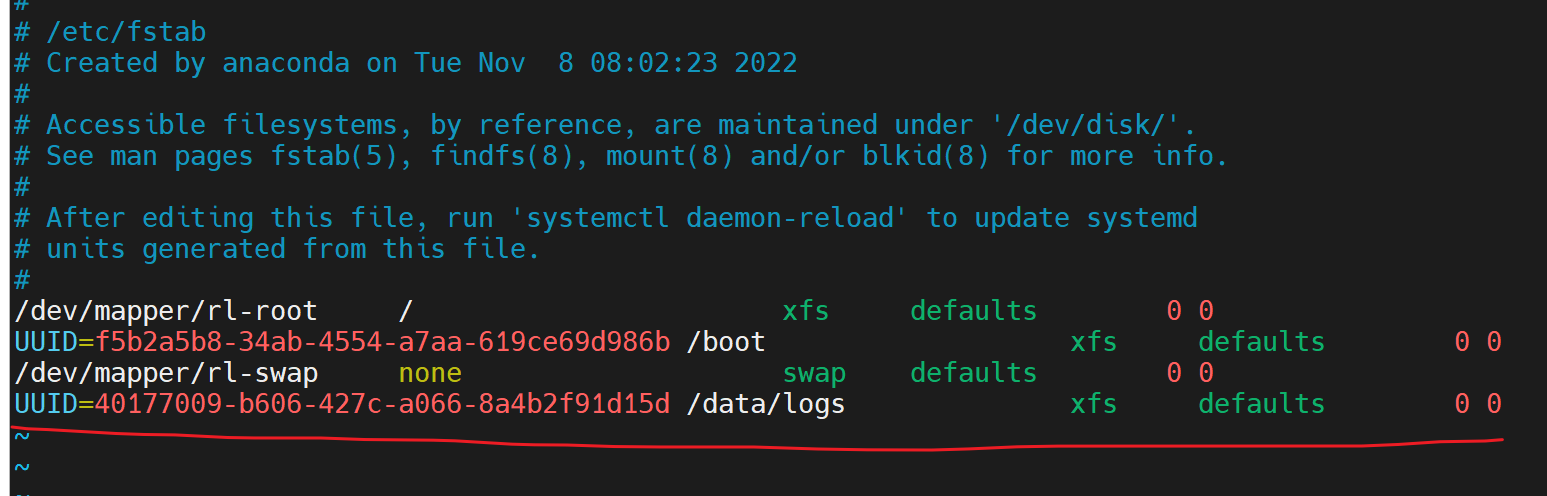 #
# /etc/fstab
# Created by anaconda on Tue Nov  8 08:02:23 2022
#
# Accessible filesystems, by reference, are maintained under '/dev/disk/'.
# See man pages fstab(5), findfs(8), mount(8) and/or blkid(8) for more info.
#
# After editing this file, run 'systemctl daemon-reload' to update systemd
# units generated from this file.
#
/dev/mapper/rl-root     /                       xfs     defaults        0 0
UUID=f5b2a5b8-34ab-4554-a7aa-619ce69d986b /boot                   xfs     defaults        0 0
/dev/mapper/rl-swap     none                    swap    defaults        0 0
UUID=40177009-b606-427c-a066-8a4b2f91d15d /data/logs              xfs     defaults        0 0
~
~
~